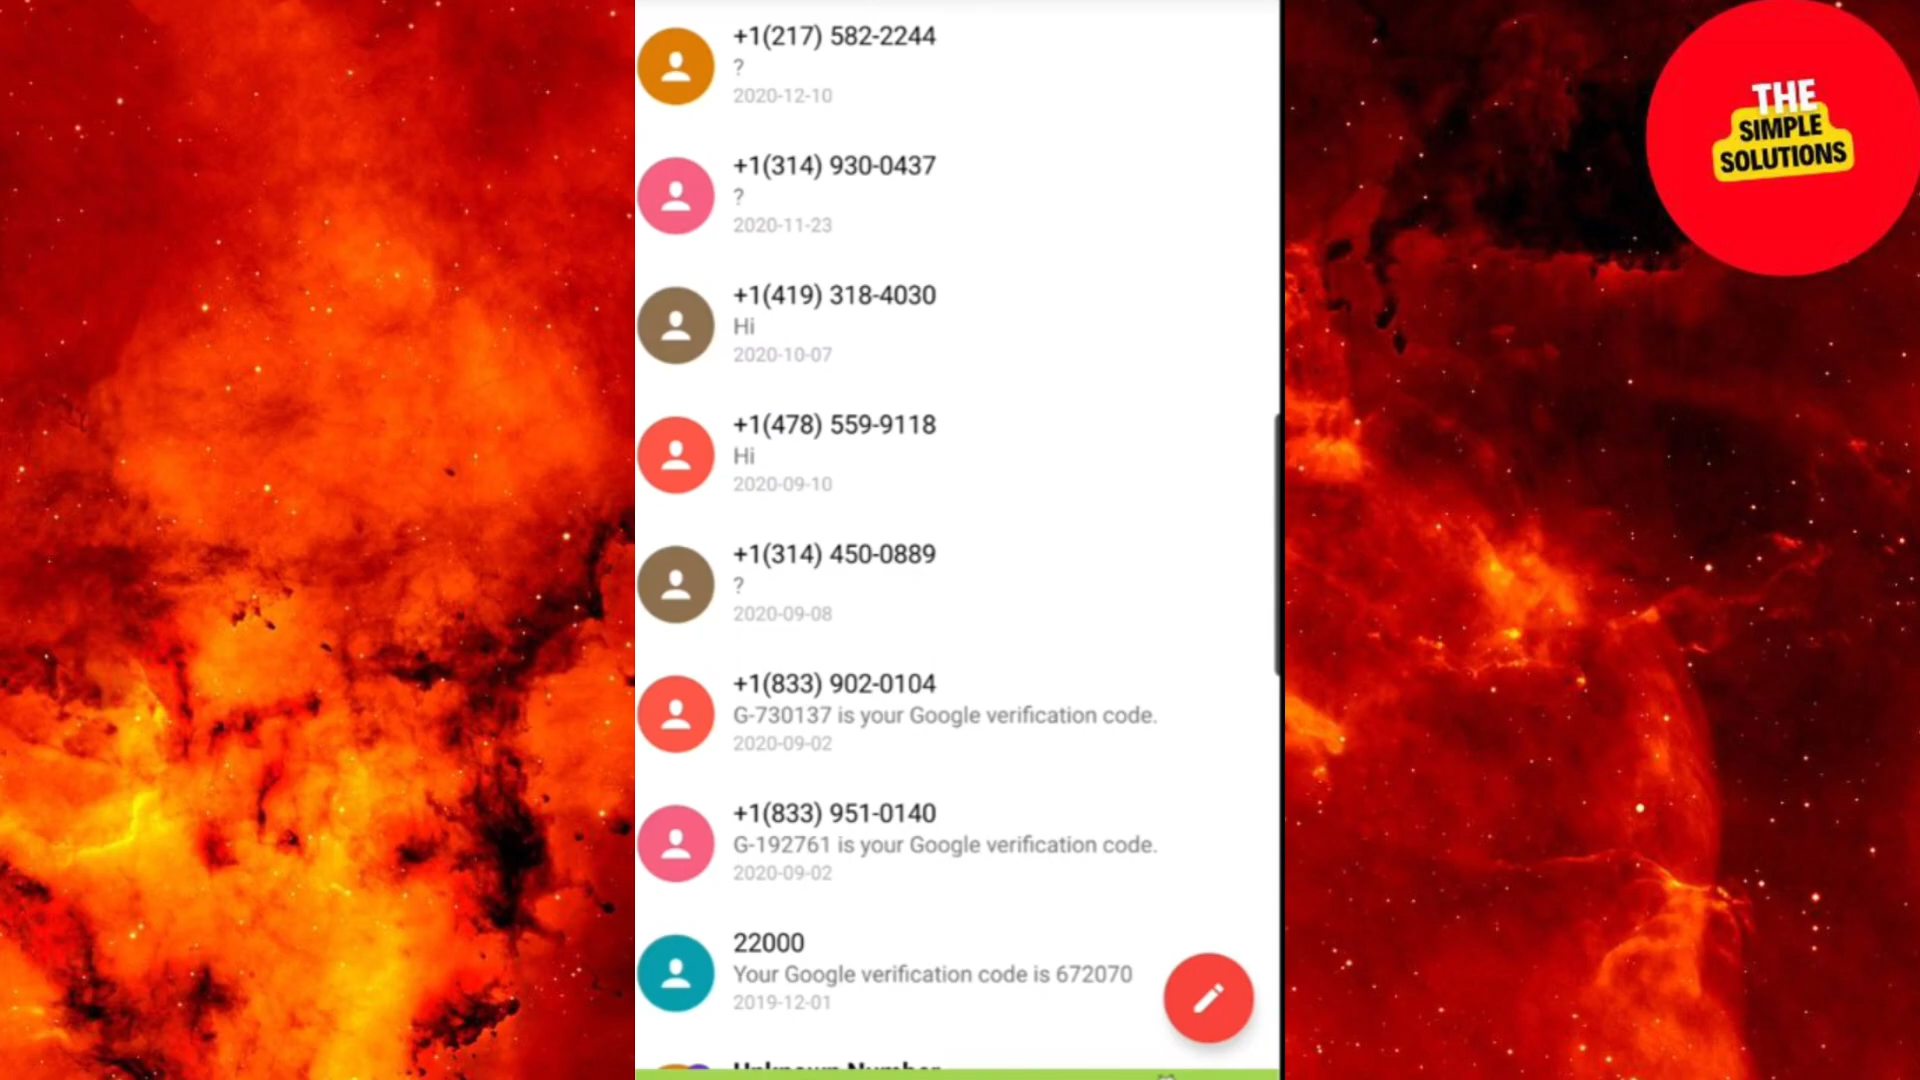 +1(217) 582-2244
?
2020-12-10
+1(314) 930-0437
?
2020-11-23
+1(419) 318-4030
Hi
2020-10-07
+1(478) 559-9118
Hi
2020-09-10
+1(314) 450-0889
?
2020-09-08
+1(833) 902-0104
G-730137 is your Google verification code.
2020-09-02
+1(833) 951-0140
G-192761 is your Google verification code.
2020-09-02
22000
Your Google verification code is 672070
2019-12-01
Unknown Number
THE
SIMPLE
SOLUTIONS